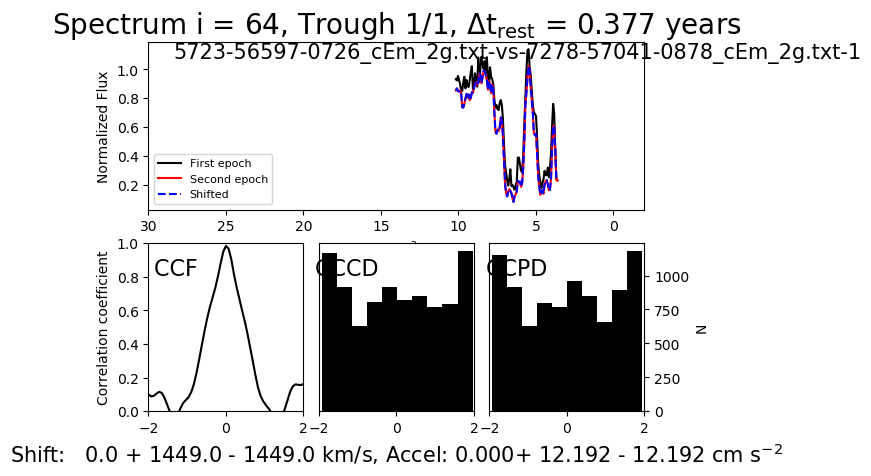 Spectrum i = 64, Trough 1/1, Δt_rest = 0.377 years
5723-56597-0726_cEm_2g.txt-vs-7278-57041-0878_cEm_2g.txt-1
Normalized Flux
1.0
0.8
0.6
0.4
0.2
First epoch
Second epoch
Shifted
30 25 20 15 10 5 0
Correlation coefficient
1.0
0.8
0.6
0.4
0.2
0.0
CCF
CCCD
CCPD
1000
750
500
250
0
N
−2 0 2
−2 0 2
−2 0 2
Shift: 0.0 + 1449.0 - 1449.0 km/s, Accel: 0.000+ 12.192 - 12.192 cm s⁻²